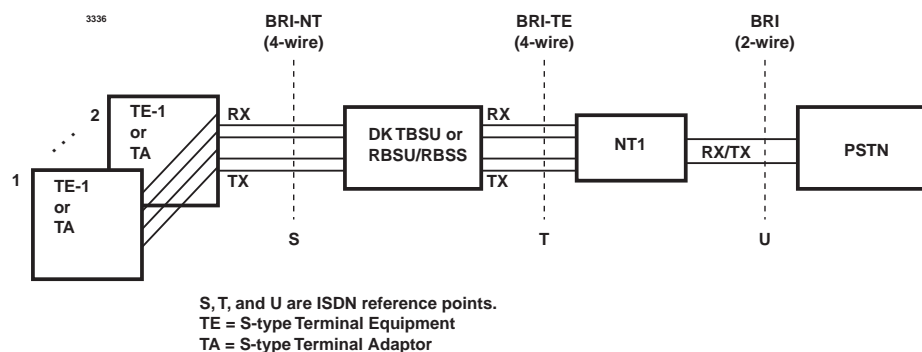 3336
BRI-NT
(4-wire)
BRI-TE
(4-wire)
BRI
(2-wire)
2
TE-1
or
TA
RX
TX
DK TBSU or
RBSU/RBSS
RX
TX
NT1
RX/TX
PSTN
1
TE-1
or
TA
S
T
U
S, T, and U are ISDN reference points.
TE = S-type Terminal Equipment
TA = S-type Terminal Adaptor